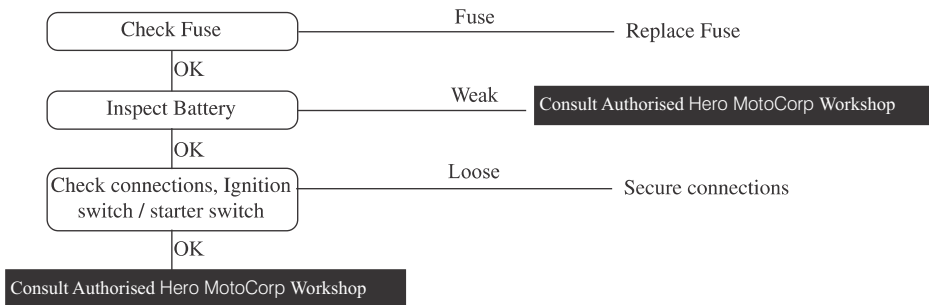 Check Fuse
Fuse
Replace Fuse
OK
Inspect Battery
Weak
Consult Authorised Hero MotoCorp Workshop
OK
Check connections, Ignition
switch / starter switch
Loose
Secure connections
OK
Consult Authorised Hero MotoCorp Workshop